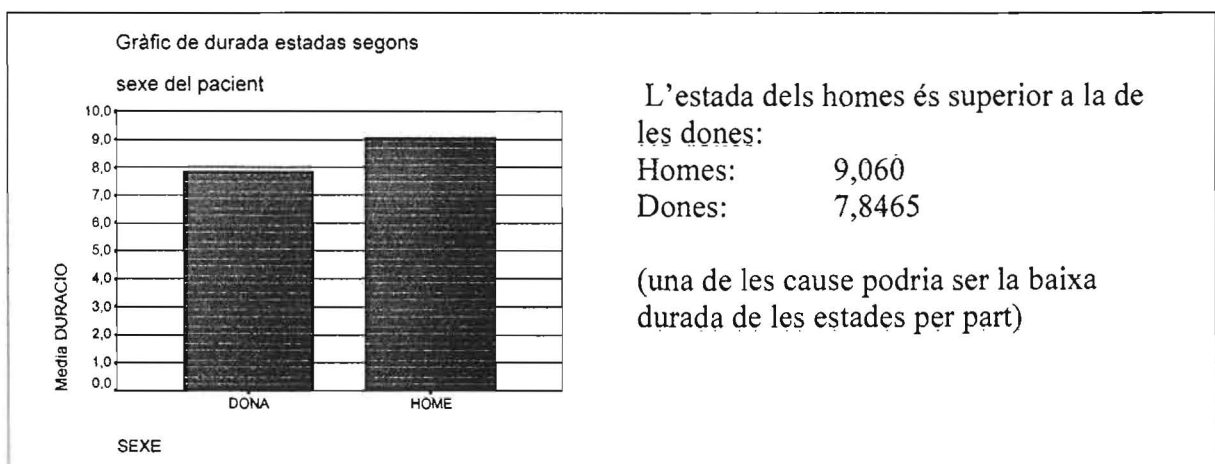 Gràfic de durada estadas segons
sexe del pacient
10,0
9,0
8,0
7,0
6,0
5,0
4,0
3,0
2,0
1,0
0,0
Media DURACIO
DONA
HOME
SEXE
L'estada dels homes és superior a la de
les dones:
Homes: 9,060
Dones: 7,8465
(una de les cause podria ser la baixa
durada de les estades per part)